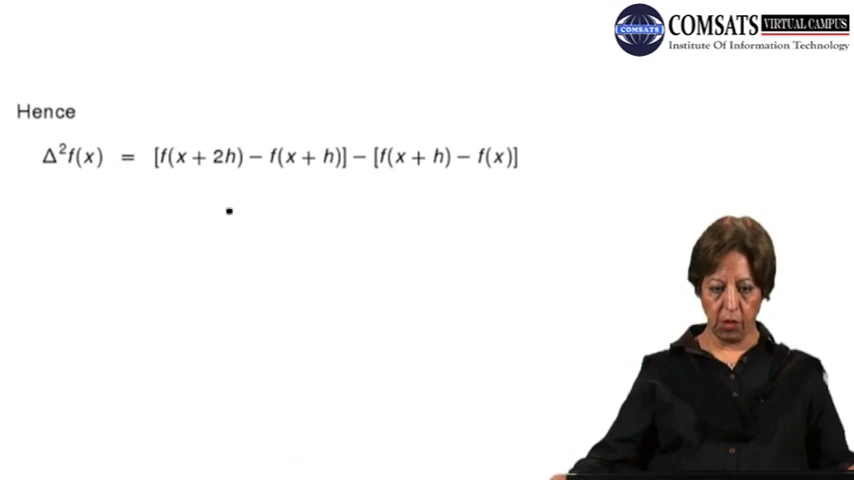 COMSATS
COMSATS VIRTUAL CAMPUS
Institute Of Information Technology
Hence
Δ²f(x) = [f(x + 2h) − f(x + h)] − [f(x + h) − f(x)]